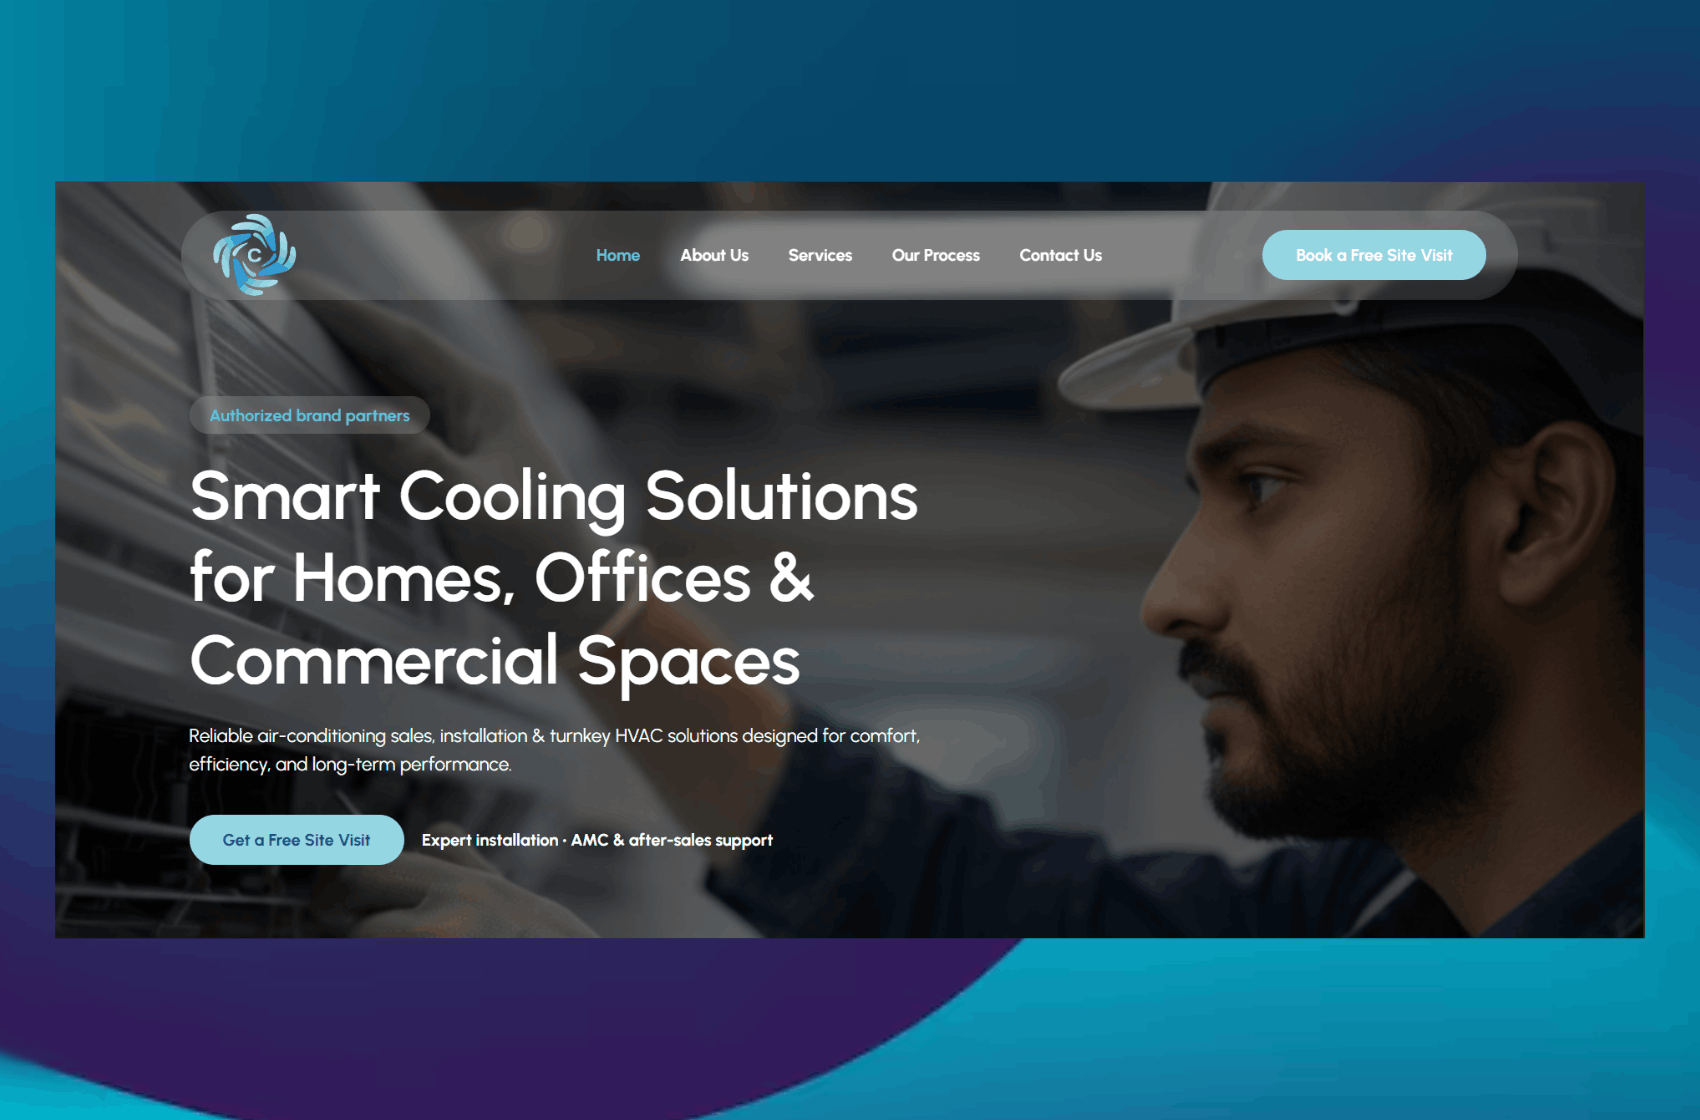 C
Home
About Us
Services
Our Process
Contact Us
Book a Free Site Visit
Authorized brand partners
Smart Cooling Solutions
for Homes, Offices &
Commercial Spaces
Reliable air-conditioning sales, installation & turnkey HVAC solutions designed for comfort,
efficiency, and long-term performance.
Get a Free Site Visit
Expert installation • AMC & after-sales support